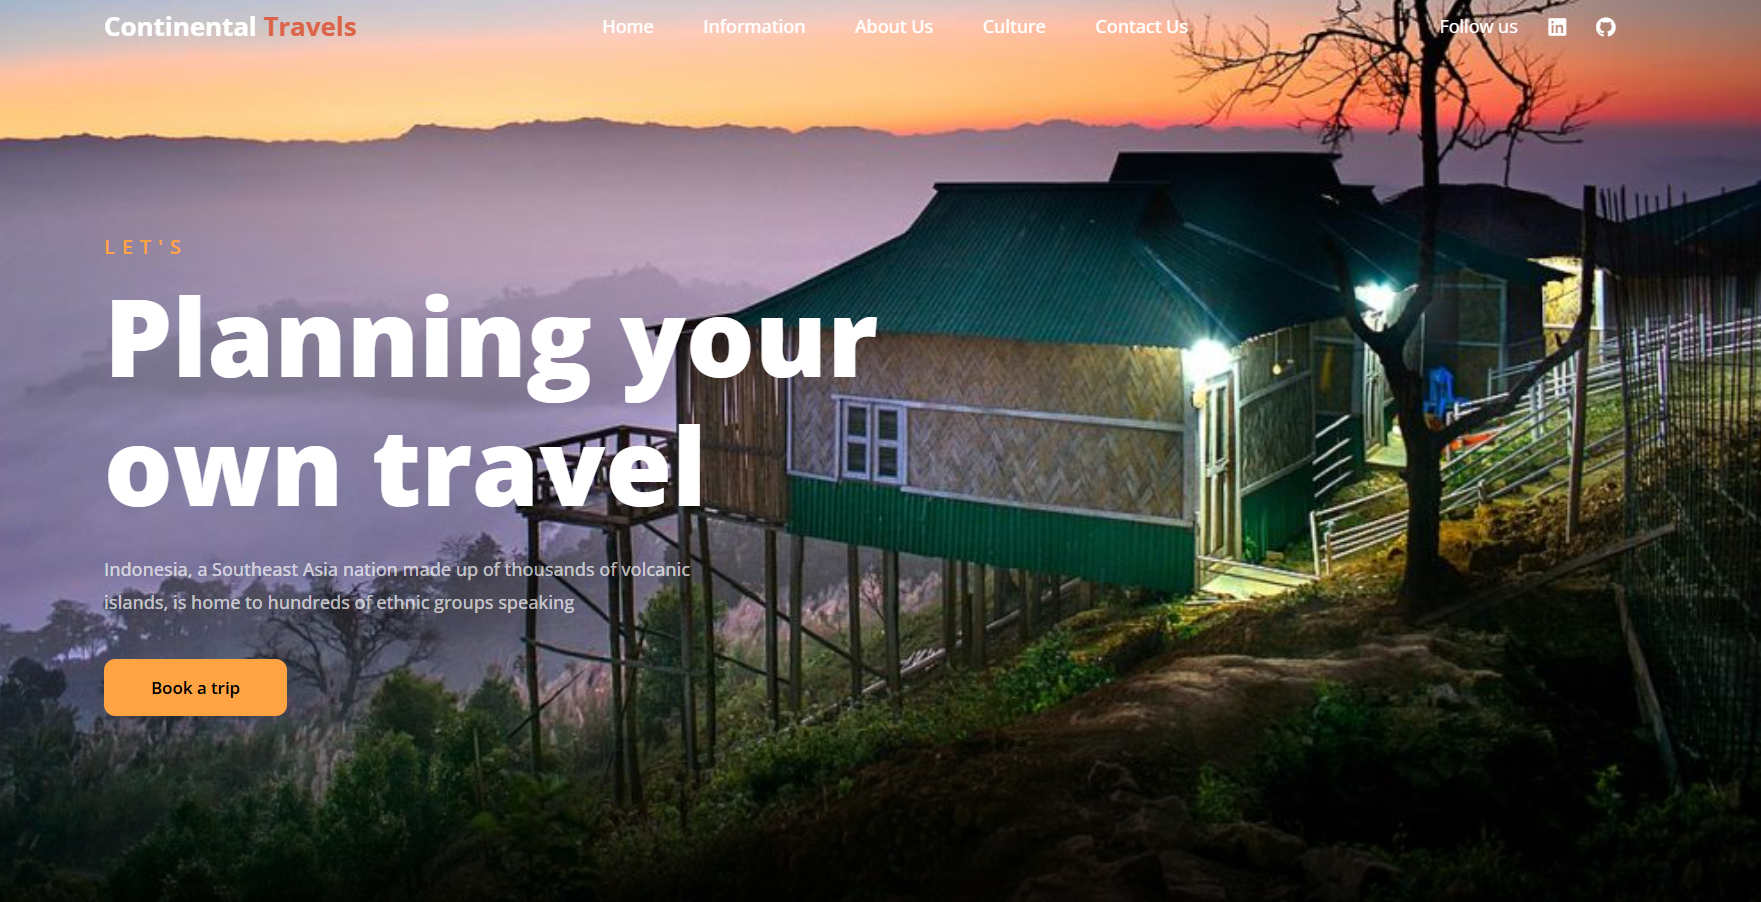 Continental Travels
Home Information About Us Culture Contact Us
Follow us
LET'S
Planning your
own travel
Indonesia, a Southeast Asia nation made up of thousands of volcanic
islands, is home to hundreds of ethnic groups speaking
Book a trip